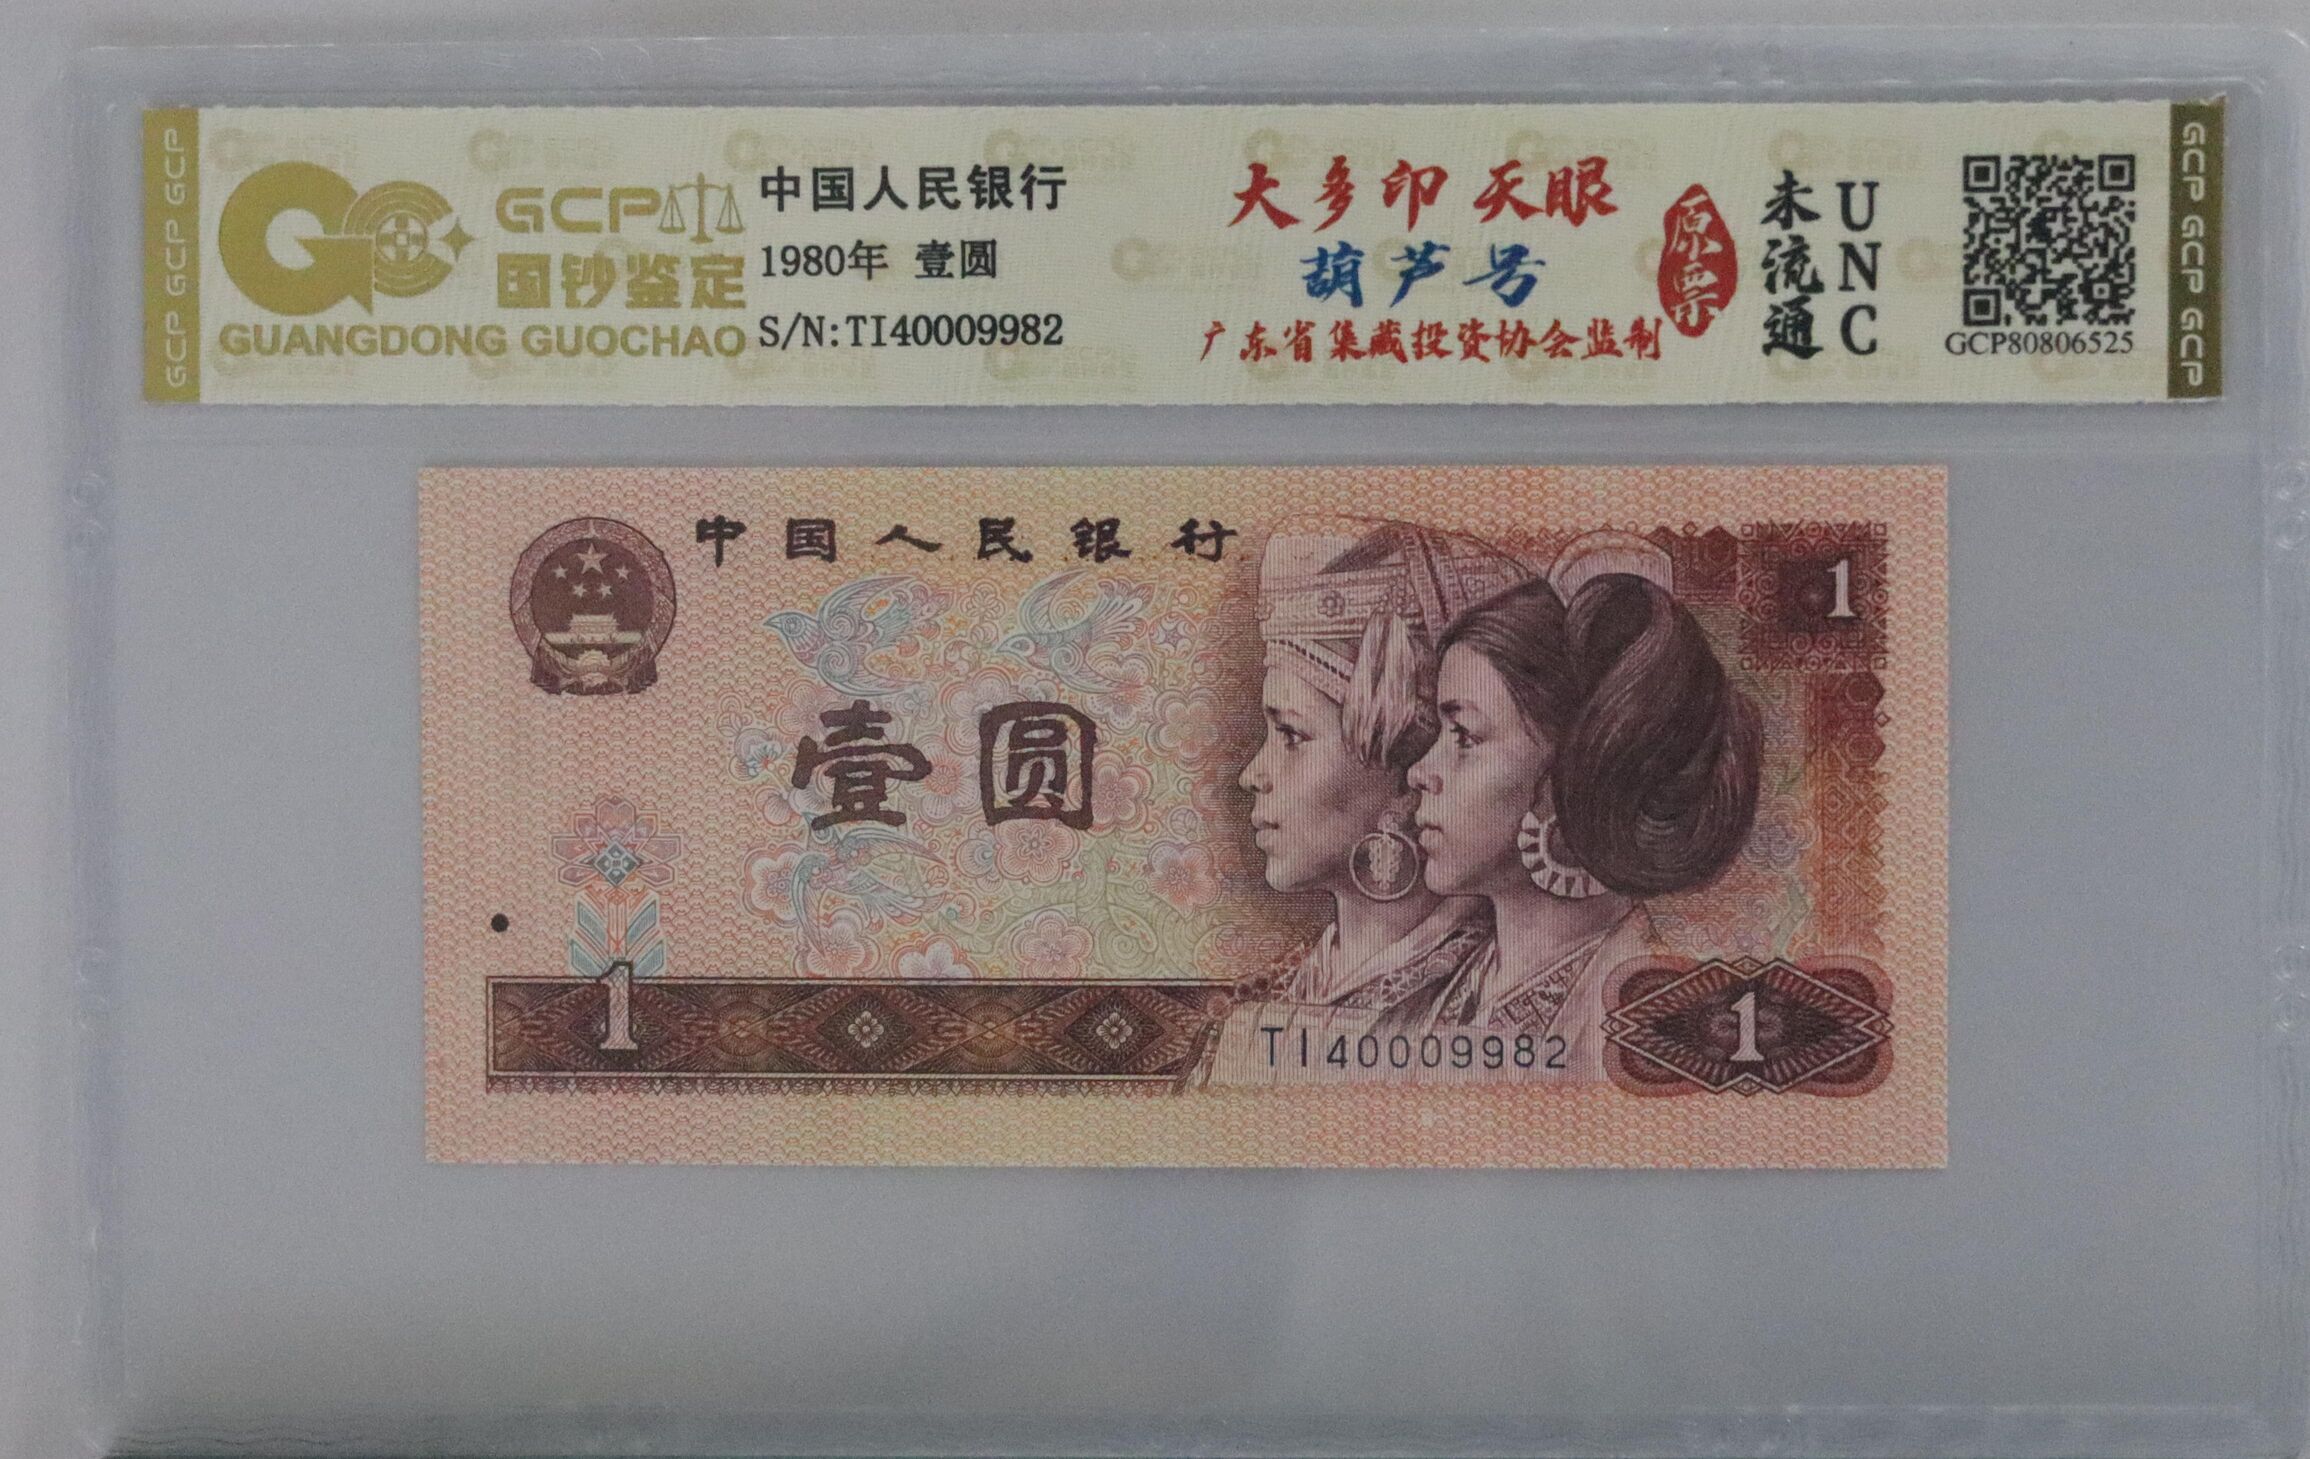 GCP GCP GCP
GCP
国钞鉴定
GUANGDONG GUOCHAO
中国人民银行
1980年 壹圆
S/N:TI40009982
大多印 天眼
葫芦号
广东省集藏投资协会监制
原票
未流通
UNC
GCP80806525
GCP GCP GCP
中国人民银行
1
壹圆
1
TI40009982
1